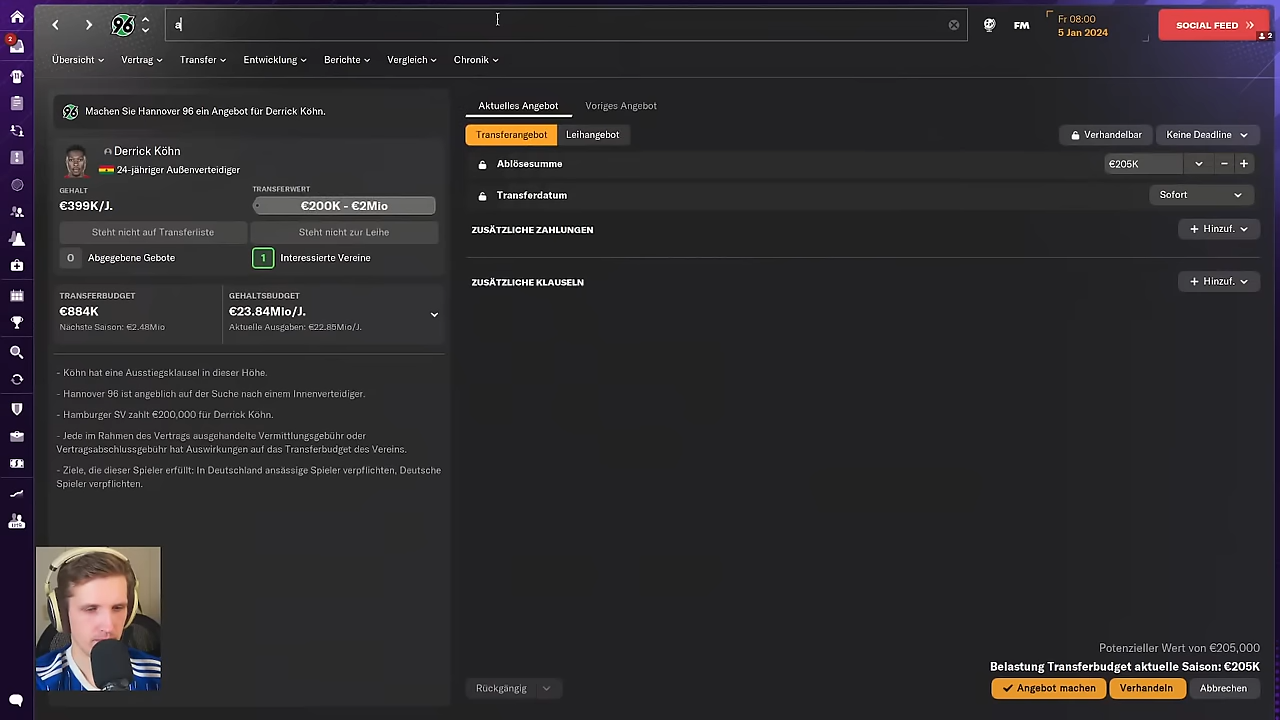 96
a
FM
Fr 08:00
5 Jan 2024
SOCIAL FEED
2
2
Übersicht
Vertrag
Transfer
Entwicklung
Berichte
Vergleich
Chronik
96
Machen Sie Hannover 96 ein Angebot für Derrick Köhn.
Aktuelles Angebot
Voriges Angebot
Transferangebot
Leihangebot
Verhandelbar
Keine Deadline
Derrick Köhn
24-jähriger Außenverteidiger
Ablösesumme
€205K
GEHALT
TRANSFERWERT
€399K/J.
€200K - €2Mio
Transferdatum
Sofort
Steht nicht auf Transferliste
Steht nicht zur Leihe
ZUSÄTZLICHE ZAHLUNGEN
Hinzuf.
0
Abgegebene Gebote
1
Interessierte Vereine
ZUSÄTZLICHE KLAUSELN
Hinzuf.
TRANSFERBUDGET
€884K
Nächste Saison: €2.48Mio
GEHALTSBUDGET
€23.84Mio/J.
Aktuelle Ausgaben: €22.85Mio/J.
- Köhn hat eine Ausstiegsklausel in dieser Höhe.
- Hannover 96 ist angeblich auf der Suche nach einem Innenverteidiger.
- Hamburger SV zahlt €200,000 für Derrick Köhn.
- Jede im Rahmen des Vertrags ausgehandelte Vermittlungsgebühr oder
Vertragsabschlussgebühr hat Auswirkungen auf das Transferbudget des Vereins.
- Ziele, die dieser Spieler erfüllt: In Deutschland ansässige Spieler verpflichten, Deutsche
Spieler verpflichten.
Potenzieller Wert von €205,000
Belastung Transferbudget aktuelle Saison: €205K
Rückgängig
Angebot machen
Verhandeln
Abbrechen